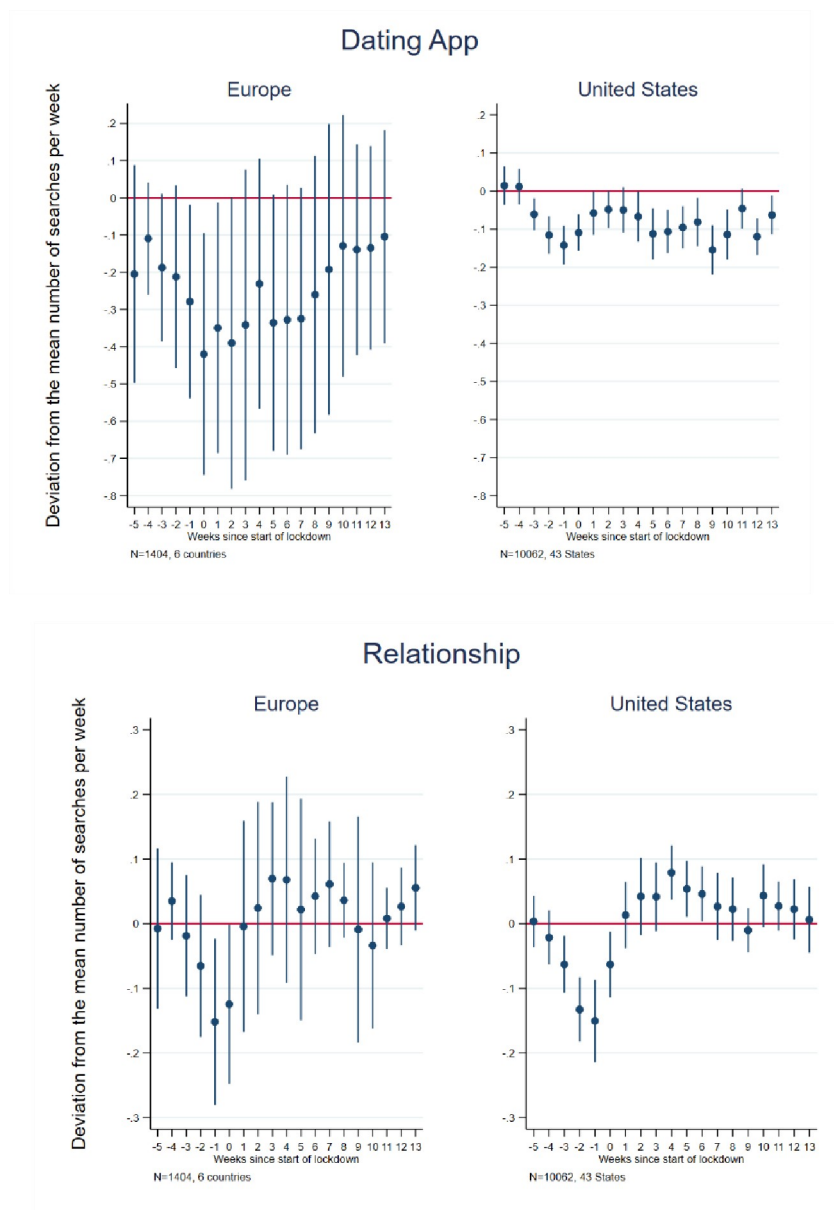 Dating App
Europe
United States
Deviation from the mean number of searches per week
.2
.1
0
-.1
-.2
-.3
-.4
-.5
-.6
-.7
-.8
-5 -4 -3 -2 -1 0 1 2 3 4 5 6 7 8 9 10 11 12 13
Weeks since start of lockdown
N=1404, 6 countries
.2
.1
0
-.1
-.2
-.3
-.4
-.5
-.6
-.7
-.8
-5 -4 -3 -2 -1 0 1 2 3 4 5 6 7 8 9 10 11 12 13
Weeks since start of lockdown
N=10062, 43 States
Relationship
Europe
United States
Deviation from the mean number of searches per week
.3
.2
.1
0
-.1
-.2
-.3
-5 -4 -3 -2 -1 0 1 2 3 4 5 6 7 8 9 10 11 12 13
Weeks since start of lockdown
N=1404, 6 countries
.3
.2
.1
0
-.1
-.2
-.3
-5 -4 -3 -2 -1 0 1 2 3 4 5 6 7 8 9 10 11 12 13
Weeks since start of lockdown
N=10062, 43 States